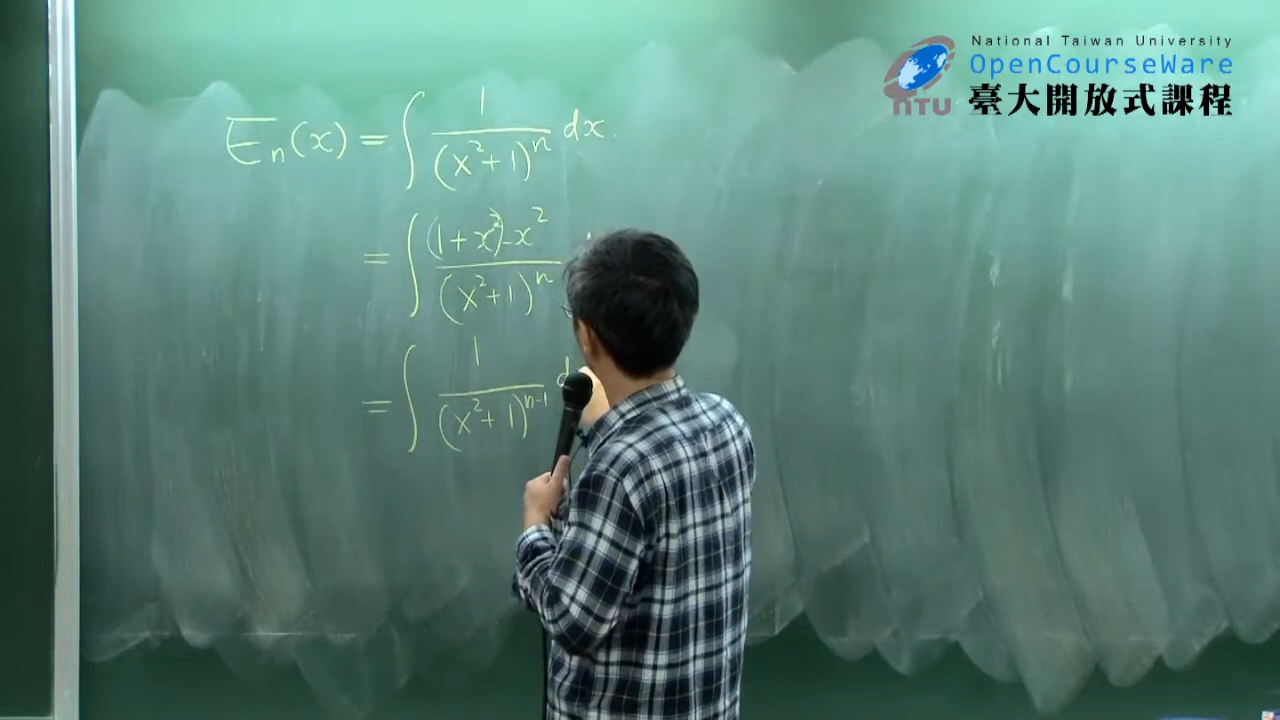 National Taiwan University
OpenCourseWare
臺大開放式課程
NTU
E_n(x) = ∫ 1/(x²+1)^n dx.
= ∫ (1+x²)-x²/(x²+1)^n
= ∫ 1/(x²+1)^{n-1} d